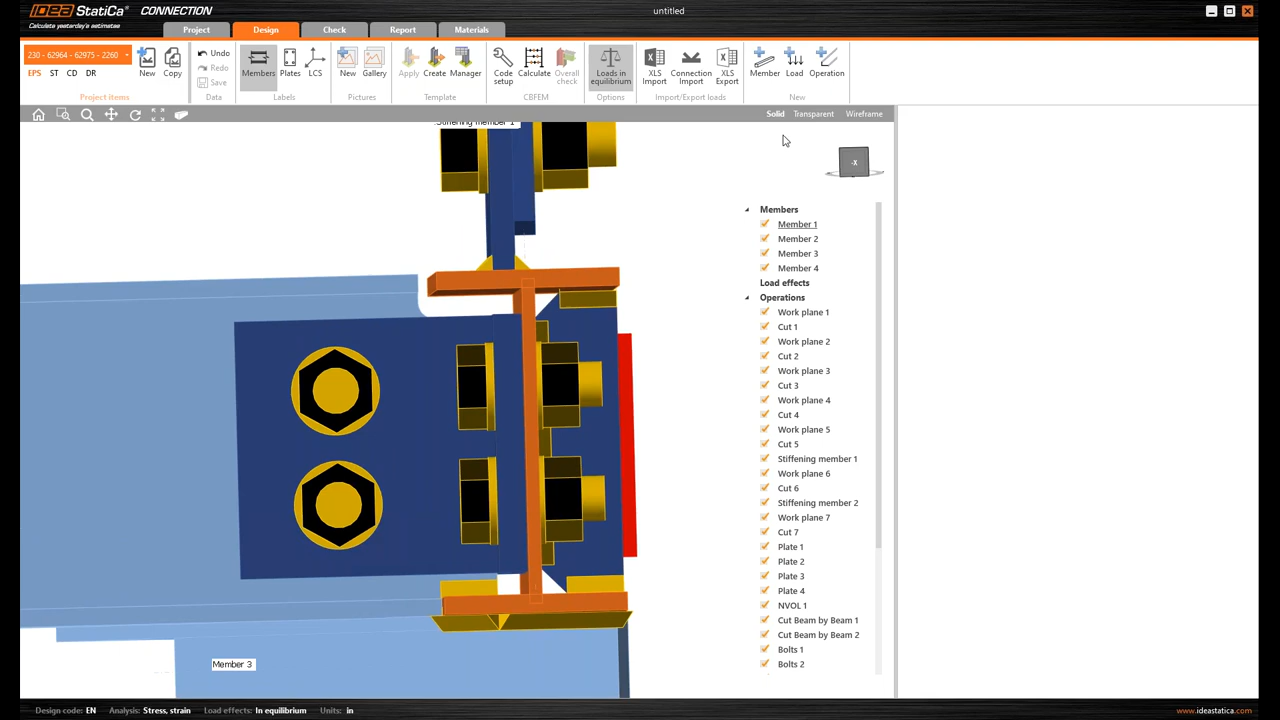 IDEA StatiCa CONNECTION
Calculate yesterday's estimates
untitled
Project Design Check Report Materials
230 - 62964 - 62975 - 2260
EPS ST CD DR
New Copy
Undo
Redo
Save
Members Plates LCS
New Gallery
Apply Create Manager
Code setup Calculate Overall check
Loads in equilibrium
XLS Import Connection Import XLS Export
Member Load Operation
Project items Data Labels Pictures Template CBFEM Options Import/Export loads New
Solid Transparent Wireframe
Stiffening member 1
-X
Members
Member 1
Member 2
Member 3
Member 4
Load effects
Operations
Work plane 1
Cut 1
Work plane 2
Cut 2
Work plane 3
Cut 3
Work plane 4
Cut 4
Work plane 5
Cut 5
Stiffening member 1
Work plane 6
Cut 6
Stiffening member 2
Work plane 7
Cut 7
Plate 1
Plate 2
Plate 3
Plate 4
NVOL 1
Cut Beam by Beam 1
Cut Beam by Beam 2
Bolts 1
Bolts 2
Member 3
Design code: EN Analysis: Stress, strain Load effects: In equilibrium Units: in
www.ideastatica.com